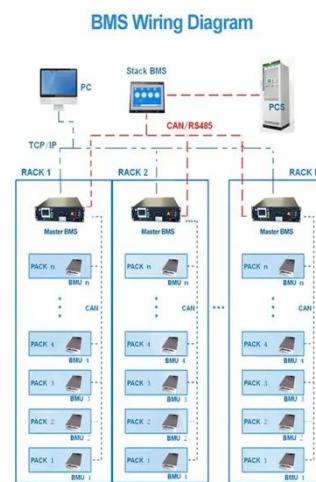 BMS Wiring Diagram
PC
Stack BMS
PCS
CAN/RS485
TCP/IP
RACK 1
RACK 2
RACK
Master BMS
Master BMS
Master BMS
PACK n
BMU n
PACK n
BMU n
PACK n
BMU n
CAN
CAN
CAN
PACK 4
BMU 4
PACK 4
BMU 4
PACK 4
BMU 4
PACK 3
BMU 3
PACK 3
BMU 3
PACK 3
BMU 3
PACK 2
BMU 2
PACK 2
BMU 2
PACK 2
BMU 2
PACK 1
BMU 1
PACK 1
BMU 1
PACK 1
BMU 1